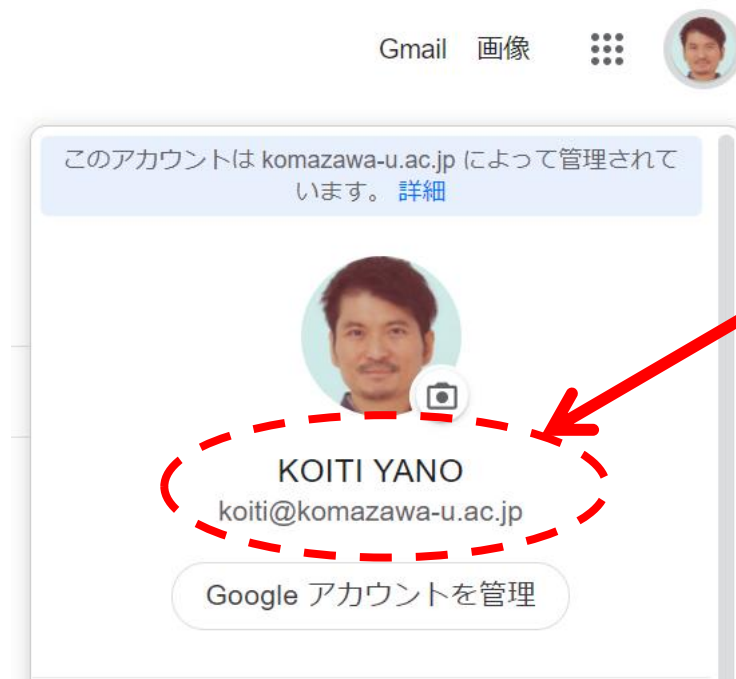 Gmail 画像
このアカウントは komazawa-u.ac.jp によって管理されて
います。 詳細
KOITI YANO
koiti@komazawa-u.ac.jp
Google アカウントを管理